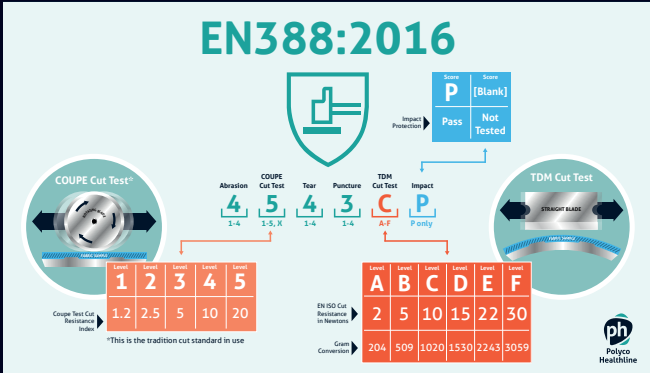 EN388:2016
Score Score
P [Blank]
Impact
Protection
Pass Not
Tested
COUPE Cut Test*
FABRIC SAMPLE
TDM Cut Test
STRAIGHT BLADE
FABRIC SAMPLE
Abrasion COUPE Cut Test Tear Puncture TDM Cut Test Impact
4 5 4 3 C P
1-4 1-5, X 1-4 1-4 A-F P only
Level Level Level Level Level
1 2 3 4 5
Coupe Test Cut
Resistance
Index
1.2 2.5 5 10 20
*This is the tradition cut standard in use
Level Level Level Level Level Level
A B C D E F
EN ISO Cut
Resistance
in Newtons
2 5 10 15 22 30
Gram
Conversion
204 509 1020 1530 2243 3059
ph
Polyco
Healthline